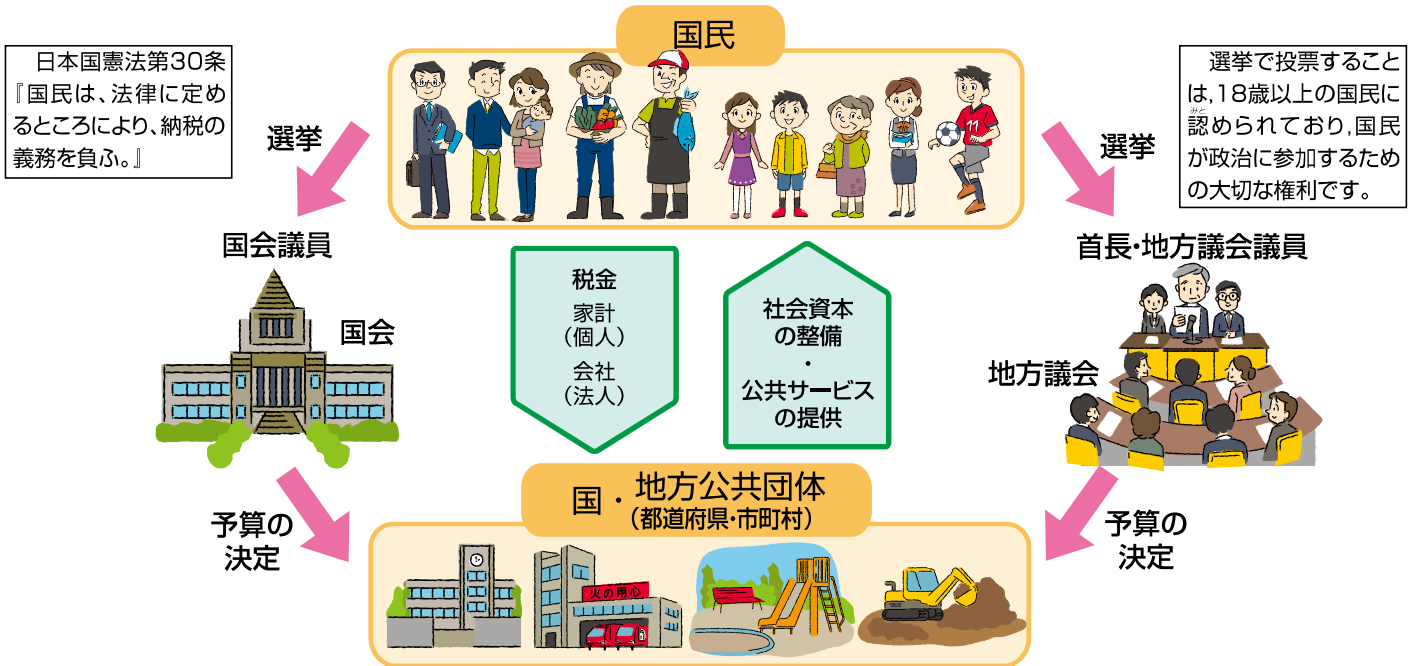 国民
日本国憲法第30条
『国民は、法律に定め
るところにより、納税の
義務を負ふ。』
選挙
選挙
選挙で投票すること
は,18歳以上の国民に
みと
認められており,国民
が政治に参加するため
の大切な権利です。
国会議員
国会
税金
家計
（個人）
会社
（法人）
社会資本
の整備
・
公共サービス
の提供
首長・地方議会議員
地方議会
予算の
決定
国・地方公共団体
（都道府県・市町村）
火の用心
予算の
決定
11